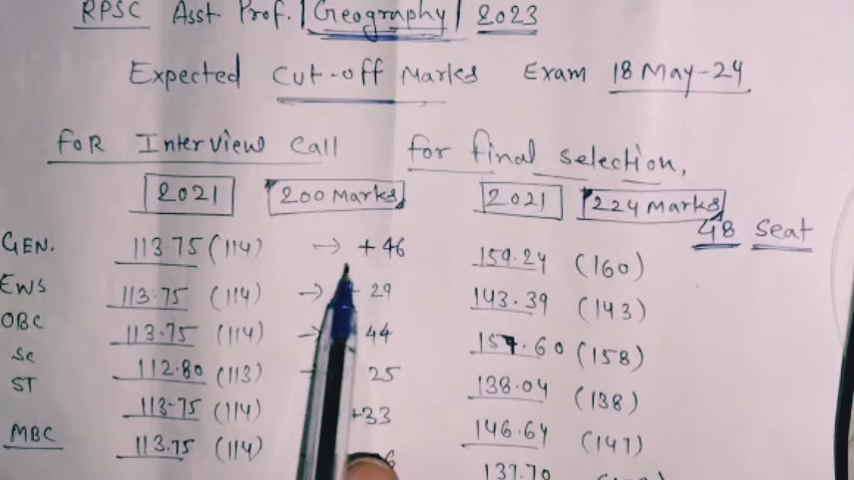 RPSC Asst. Prof. | Geography | 2023
Expected Cut-off Marks Exam 18 May-24
FOR Interview Call for final selection.
2021 200 Marks 2021 224 Marks
48 Seat
GEN. 113.75 (114) → + 46 159.24 (160)
EWS 113.75 (114) → 29 143.39 (143)
OBC 113.75 (114) → 44 157.60 (158)
SC 112.80 (113) 25 138.04 (138)
ST 113.75 (114) +33 146.64 (147)
MBC 113.75 (114) 6 137.70